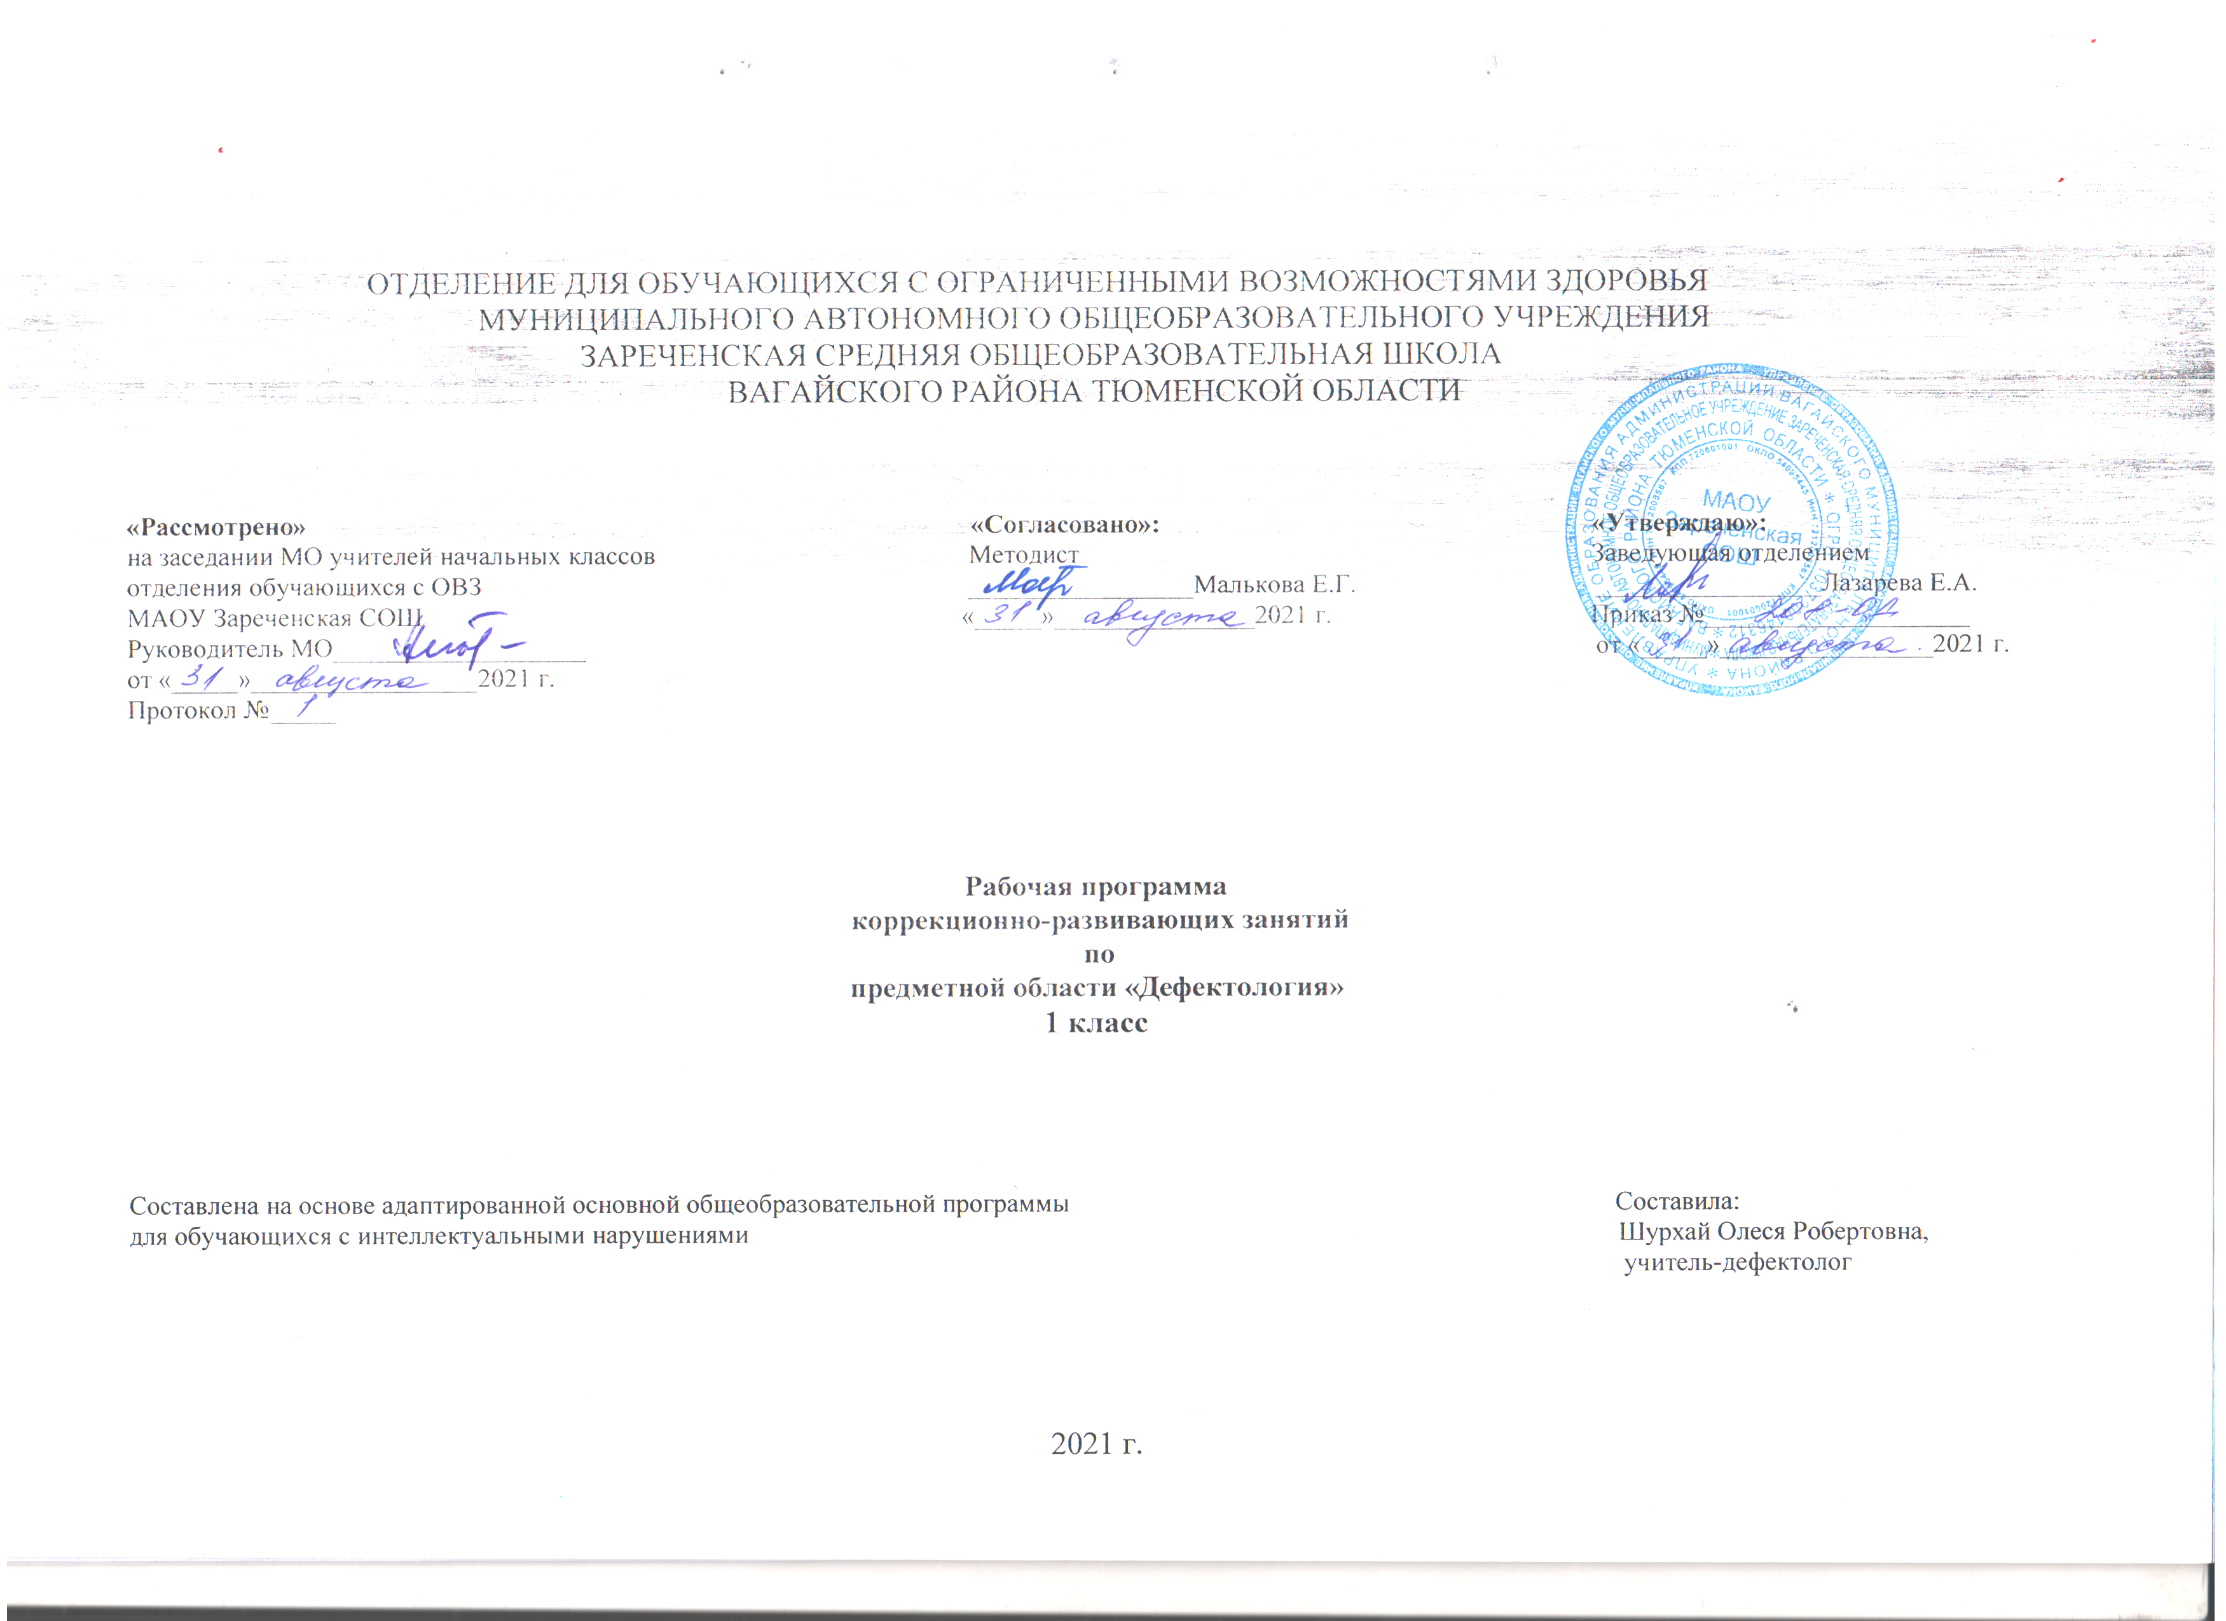 ОТДЕЛЕНИЕ ДЛЯ ОБУЧАЮЩИХСЯ С ОГРАНИЧЕННЫМИ ВОЗМОЖНОСТЯМИ ЗДОРОВЬЯ
МУНИЦИПАЛЬНОГО АВТОНОМНОГО ОБЩЕОБРАЗОВАТЕЛЬНОГО УЧРЕЖДЕНИЯ
ЗАРЕЧЕНСКАЯ СРЕДНЯЯ ОБЩЕОБРАЗОВАТЕЛЬНАЯ ШКОЛА
ВАГАЙСКОГО РАЙОНА ТЮМЕНСКОЙ ОБЛАСТИ
«Рассмотрено»
на заседании МО учителей начальных классов
отделения обучающихся с ОВЗ
МАОУ Зареченская СОШ
Руководитель МО
от «31» августа 2021 г.
Протокол № 1
«Согласовано»:
Методист
Малькова Е.Г.
«31» августа 2021 г.
«Утверждаю»:
Заведующая отделением
Лазарева Е.А.
Приказ №
от «31» августа 2021 г.
МАОУ
Зареченская
СОШ
Рабочая программа
коррекционно-развивающих занятий
по
предметной области «Дефектология»
1 класс
Составлена на основе адаптированной основной общеобразовательной программы
для обучающихся с интеллектуальными нарушениями
Составила:
Шурхай Олеся Робертовна,
учитель-дефектолог
2021 г.